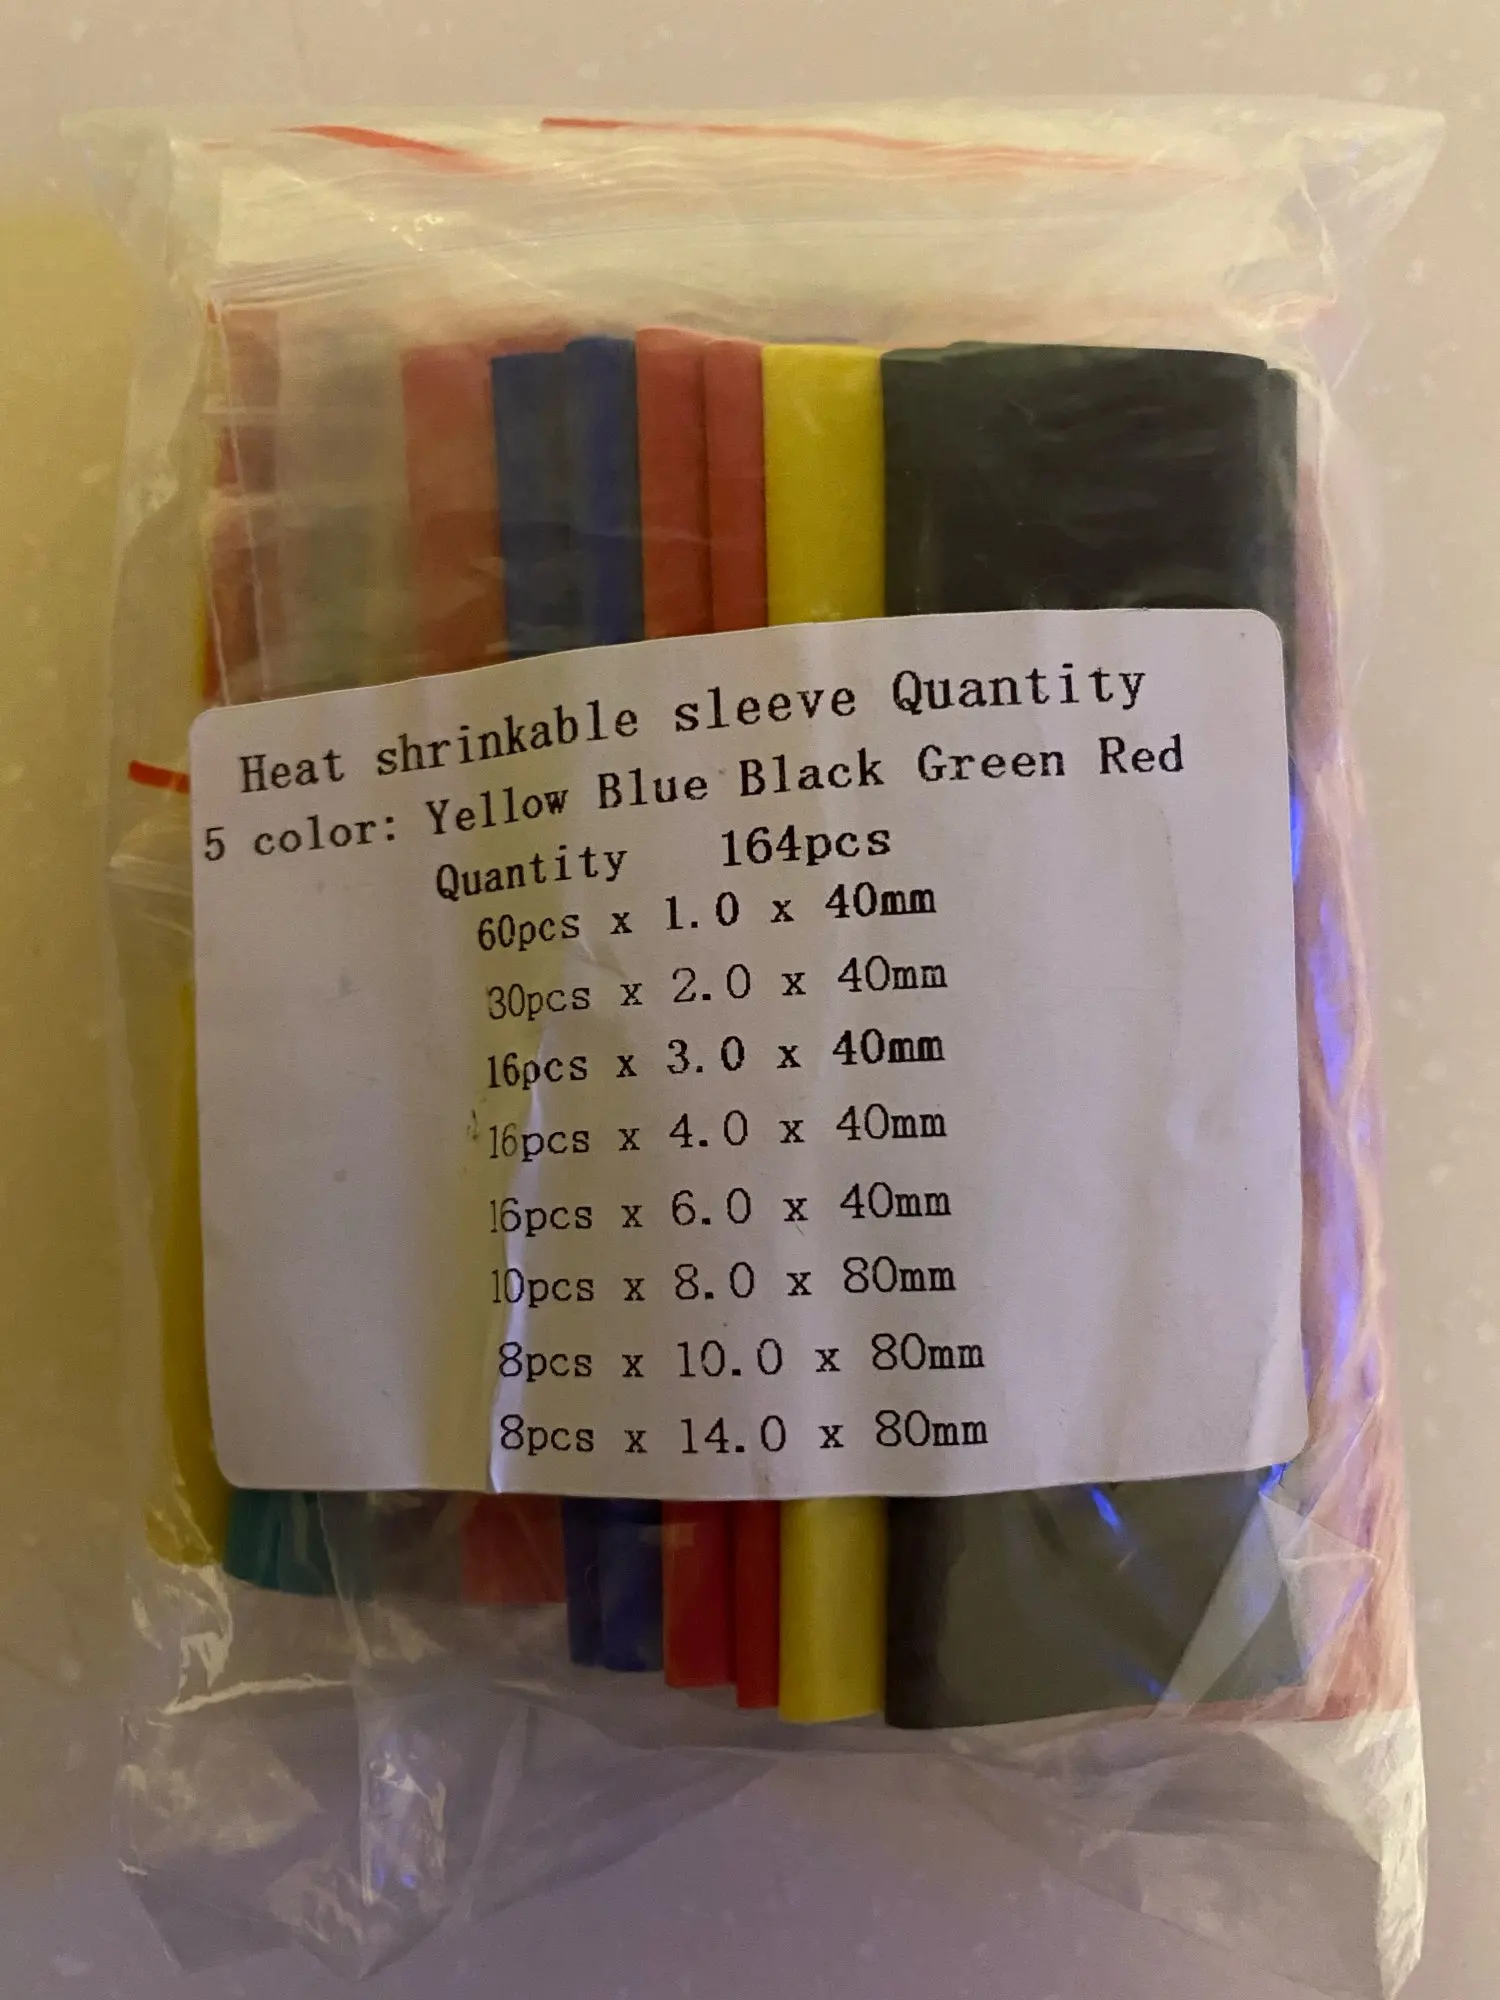 Heat shrinkable sleeve Quantity
5 color: Yellow Blue Black Green Red
Quantity 164pcs
60pcs x 1.0 x 40mm
30pcs x 2.0 x 40mm
16pcs x 3.0 x 40mm
16pcs x 4.0 x 40mm
16pcs x 6.0 x 40mm
10pcs x 8.0 x 80mm
8pcs x 10.0 x 80mm
8pcs x 14.0 x 80mm